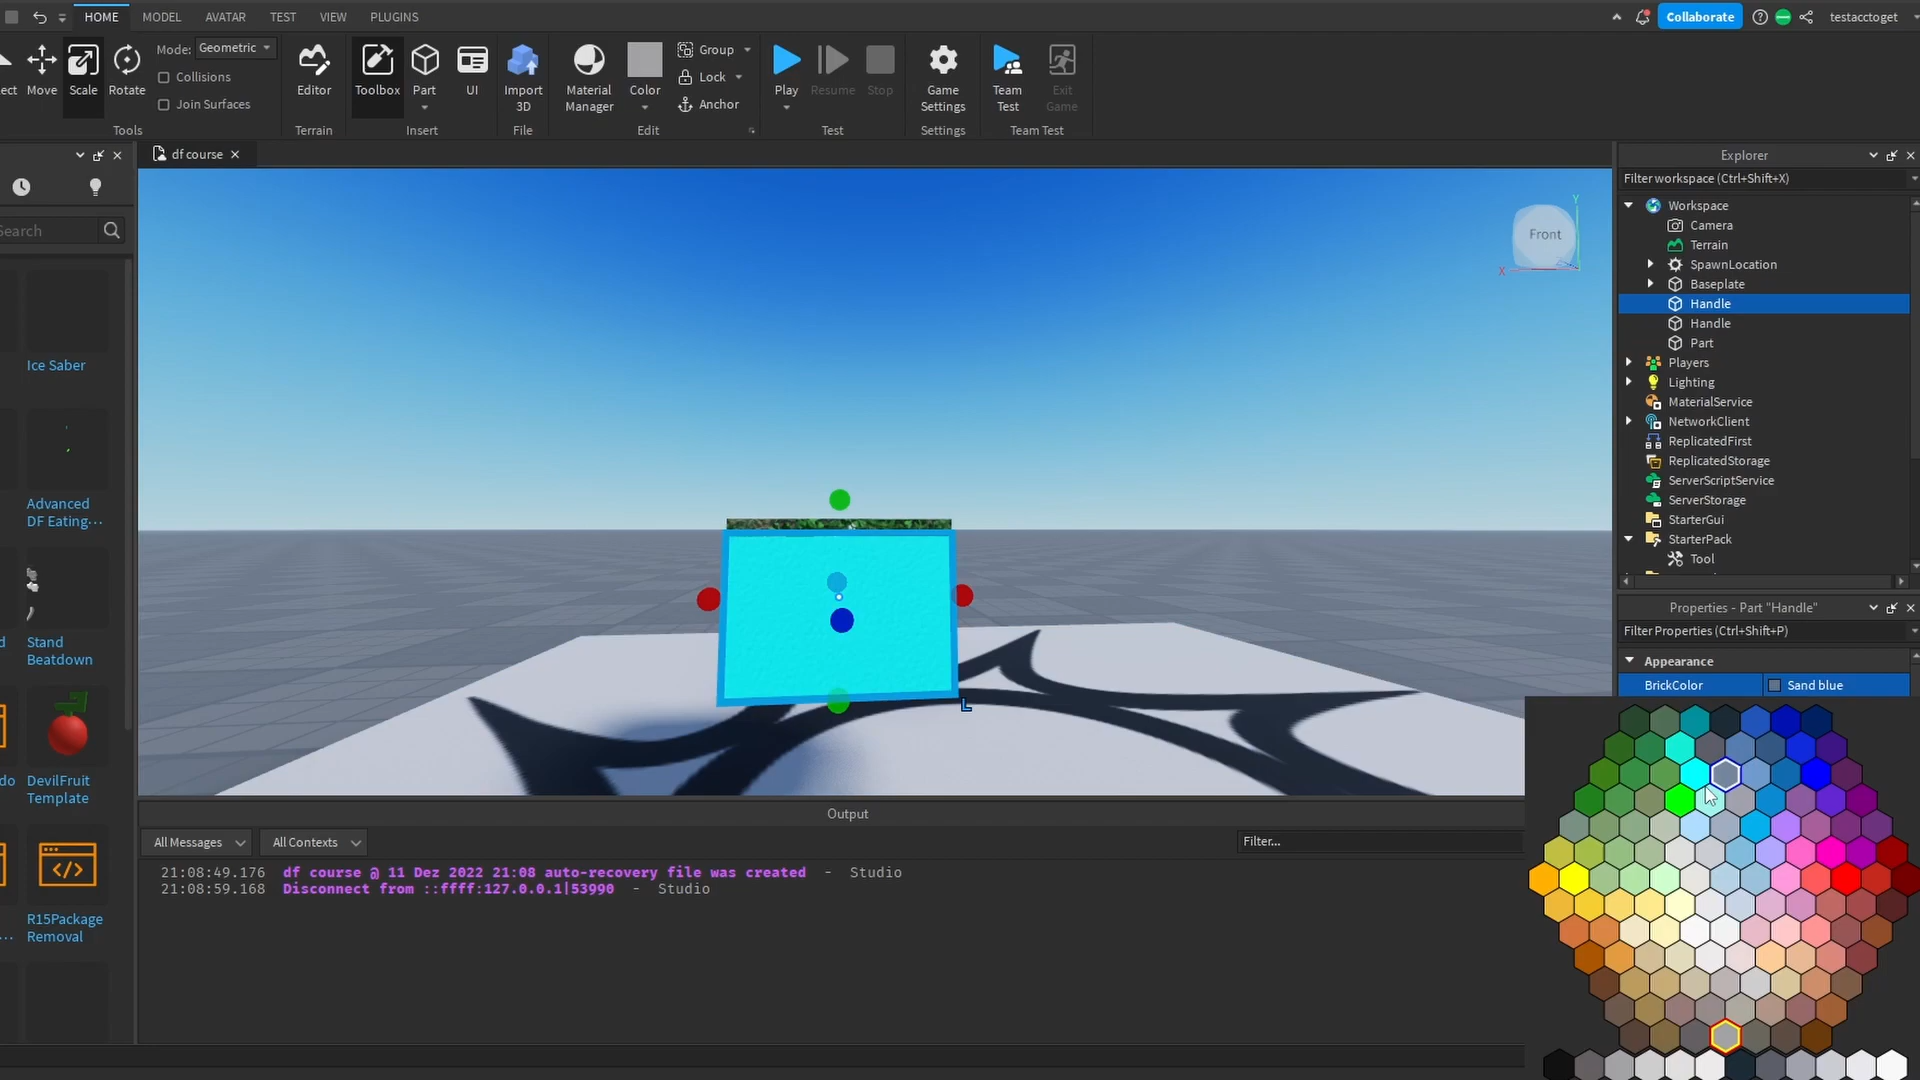 HOME MODEL AVATAR TEST VIEW PLUGINS
Collaborate
testacctoget
Mode: Geometric
Collisions
Join Surfaces
ect Move Scale Rotate
Tools
Editor
Terrain
Toolbox Part UI
Insert
Import
3D
File
Material
Manager
Color
Group
Lock
Anchor
Edit
Play Resume Stop
Test
Game
Settings
Settings
Team
Test
Exit
Game
Team Test
df course
Search
Ice Saber
Advanced
DF Eating...
d
Stand
Beatdown
do
DevilFruit
Template
...
R15Package
Removal
Front
Y
X
L
Output
All Messages
All Contexts
Filter...
21:08:49.176 df course @ 11 Dez 2022 21:08 auto-recovery file was created - Studio
21:08:59.168 Disconnect from ::ffff:127.0.0.1|53990 - Studio
Explorer
Filter workspace (Ctrl+Shift+X)
Workspace
Camera
Terrain
SpawnLocation
Baseplate
Handle
Handle
Part
Players
Lighting
MaterialService
NetworkClient
ReplicatedFirst
ReplicatedStorage
ServerScriptService
ServerStorage
StarterGui
StarterPack
Tool
Properties - Part "Handle"
Filter Properties (Ctrl+Shift+P)
Appearance
BrickColor Sand blue